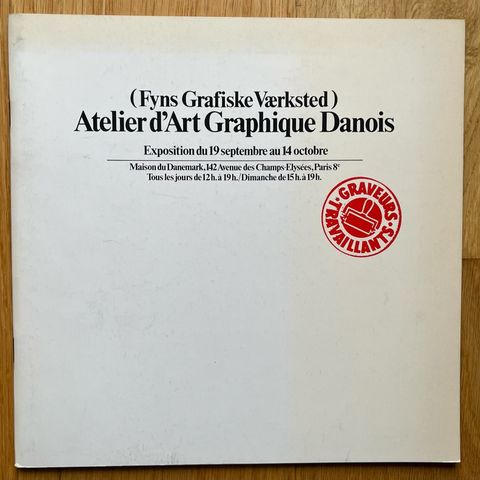 (Fyns Grafiske Værksted)
Atelier d'Art Graphique Danois
Exposition du 19 septembre au 14 octobre
Maison du Danemark, 142 Avenue des Champs-Elysées, Paris 8e
Tous les jours de 12 h. à 19 h./Dimanche de 15 h. à 19 h.
GRAVEURS·
TRAVAILLANTS·